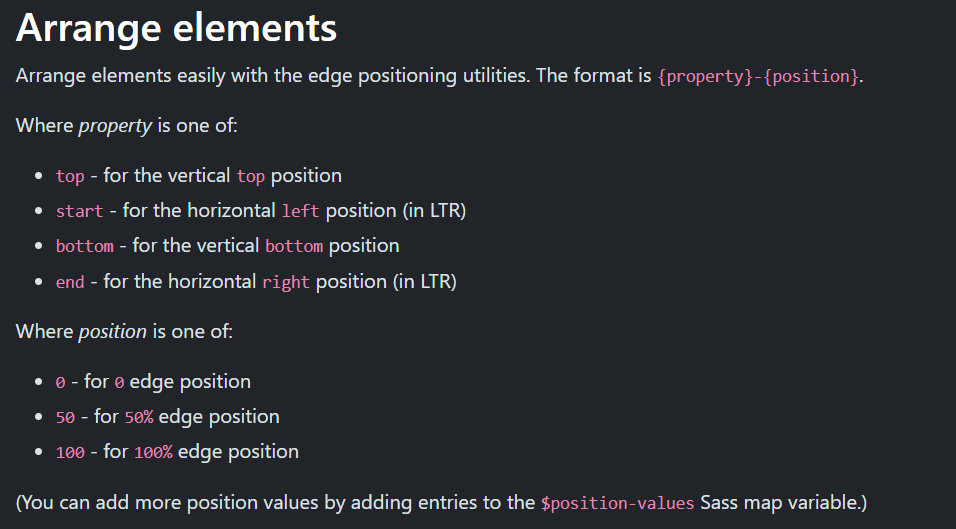 Arrange elements
Arrange elements easily with the edge positioning utilities. The format is {property}-{position}.
Where property is one of:
• top - for the vertical top position
• start - for the horizontal left position (in LTR)
• bottom - for the vertical bottom position
• end - for the horizontal right position (in LTR)
Where position is one of:
• 0 - for 0 edge position
• 50 - for 50% edge position
• 100 - for 100% edge position
(You can add more position values by adding entries to the $position-values Sass map variable.)